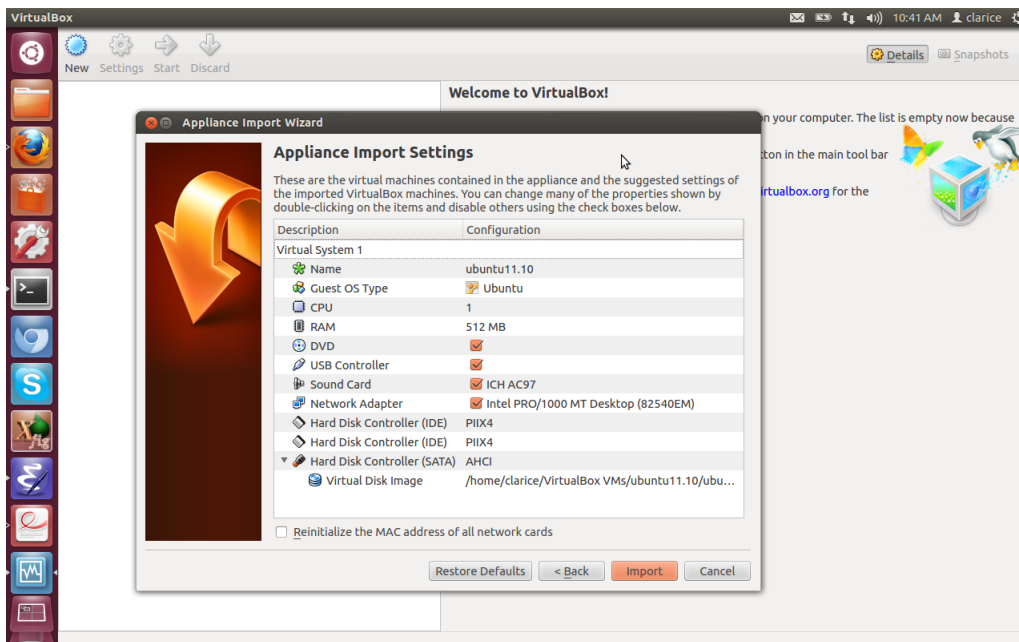 VirtualBox
10:41 AM
clarice
New
Settings
Start
Discard
Details
Snapshots
Welcome to VirtualBox!
on your computer. The list is empty now because
tton in the main tool bar
irtualbox.org for the
Appliance Import Wizard
Appliance Import Settings
These are the virtual machines contained in the appliance and the suggested settings of
the imported VirtualBox machines. You can change many of the properties shown by
double-clicking on the items and disable others using the check boxes below.
Description Configuration
Virtual System 1
Name ubuntu11.10
Guest OS Type Ubuntu
CPU 1
RAM 512 MB
DVD
USB Controller
Sound Card ICH AC97
Network Adapter Intel PRO/1000 MT Desktop (82540EM)
Hard Disk Controller (IDE) PIIX4
Hard Disk Controller (IDE) PIIX4
Hard Disk Controller (SATA) AHCI
Virtual Disk Image /home/clarice/VirtualBox VMs/ubuntu11.10/ubu...
Reinitialize the MAC address of all network cards
Restore Defaults
< Back
Import
Cancel